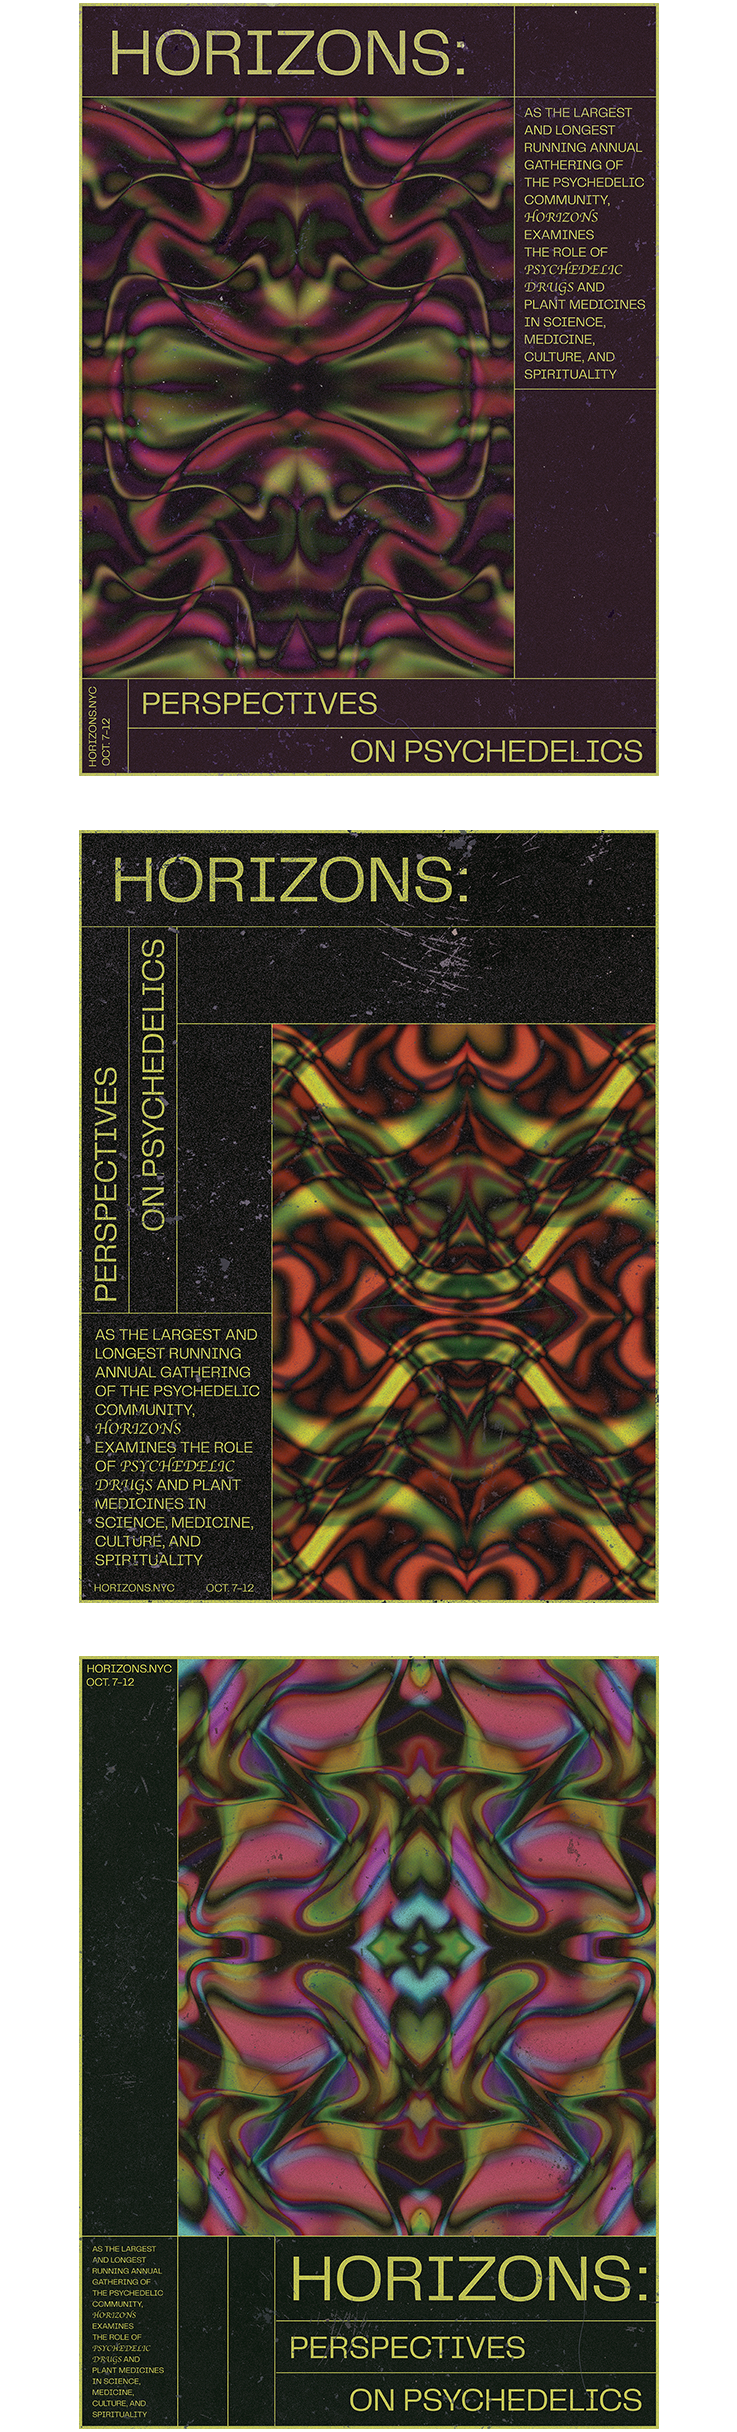 HORIZONS:
AS THE LARGEST
AND LONGEST
RUNNING ANNUAL
GATHERING OF
THE PSYCHEDELIC
COMMUNITY,
HORIZONS
EXAMINES
THE ROLE OF
PSYCHEDELIC
DRUGS AND
PLANT MEDICINES
IN SCIENCE,
MEDICINE,
CULTURE, AND
SPIRITUALITY
HORIZONS.NYC
OCT. 7-12
PERSPECTIVES
ON PSYCHEDELICS
HORIZONS:
PERSPECTIVES
ON PSYCHEDELICS
AS THE LARGEST AND
LONGEST RUNNING
ANNUAL GATHERING
OF THE PSYCHEDELIC
COMMUNITY,
HORIZONS
EXAMINES THE ROLE
OF PSYCHEDELIC
DRUGS AND PLANT
MEDICINES IN
SCIENCE, MEDICINE,
CULTURE, AND
SPIRITUALITY
HORIZONS.NYC OCT. 7-12
HORIZONS.NYC
OCT. 7-12
AS THE LARGEST
AND LONGEST
RUNNING ANNUAL
GATHERING OF
THE PSYCHEDELIC
COMMUNITY,
HORIZONS
EXAMINES
THE ROLE OF
PSYCHEDELIC
DRUGS AND
PLANT MEDICINES
IN SCIENCE,
MEDICINE,
CULTURE, AND
SPIRITUALITY
HORIZONS:
PERSPECTIVES
ON PSYCHEDELICS